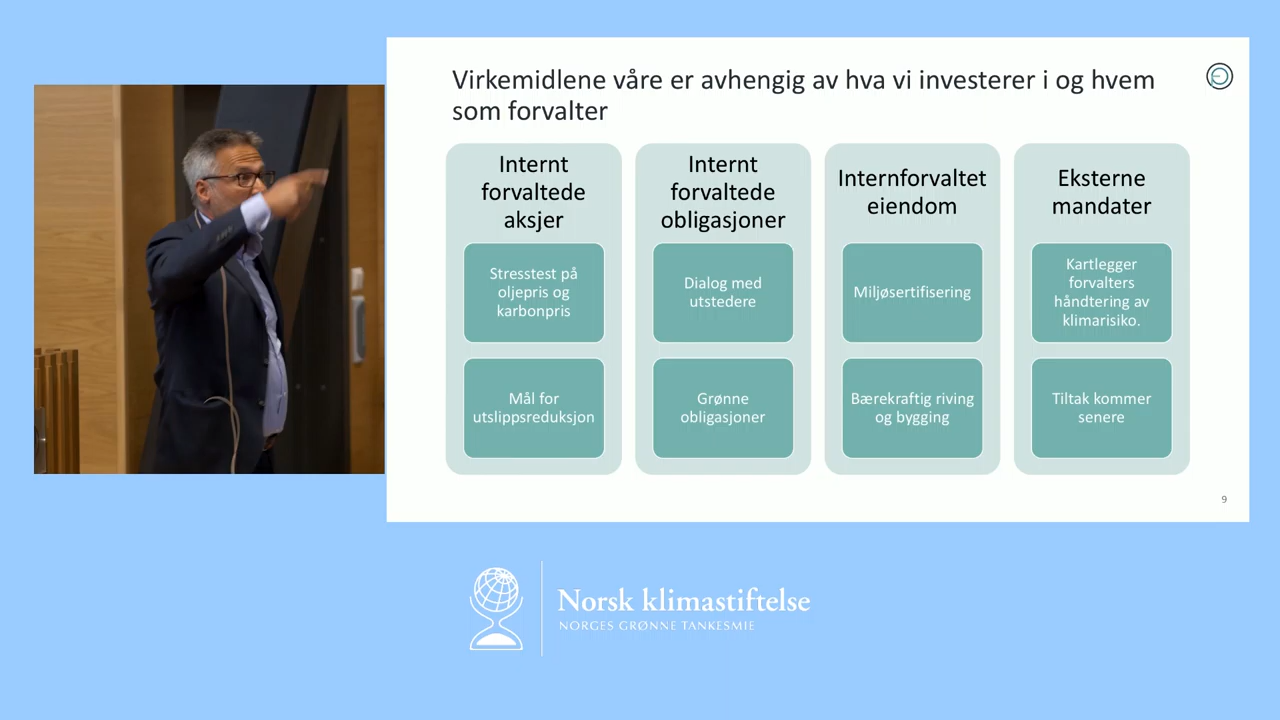 Virkemidlene våre er avhengig av hva vi investerer i og hvem
som forvalter
Internt
forvaltede
aksjer
Stresstest på
oljepris og
karbonpris
Mål for
utslippsreduksjon
Internt
forvaltede
obligasjoner
Dialog med
utstedere
Grønne
obligasjoner
Internforvaltet
eiendom
Miljøsertifisering
Bærekraftig riving
og bygging
Eksterne
mandater
Kartlegger
forvalters
håndtering av
klimarisiko.
Tiltak kommer
senere
9
Norsk klimastiftelse
NORGES GRØNNE TANKESMIE